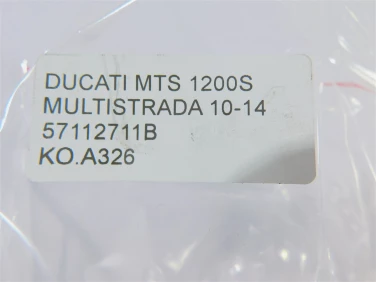 DUCATI MTS 1200S
MULTISTRADA 10-14
57112711B
KO.A326